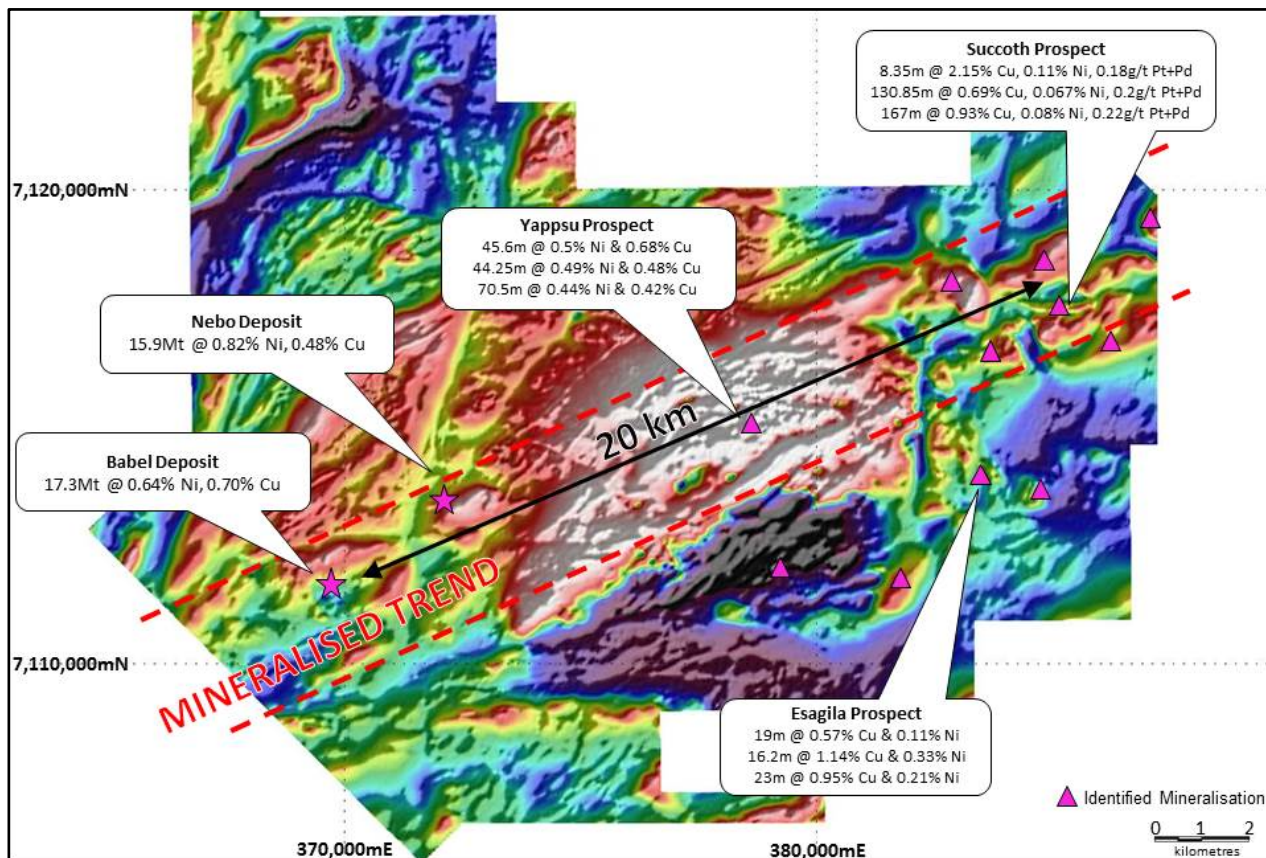 Succoth Prospect
8.35m @ 2.15% Cu, 0.11% Ni, 0.18g/t Pt+Pd
130.85m @ 0.69% Cu, 0.067% Ni, 0.2g/t Pt+Pd
167m @ 0.93% Cu, 0.08% Ni, 0.22g/t Pt+Pd
7,120,000mN
Yappsu Prospect
45.6m @ 0.5% Ni & 0.68% Cu
44.25m @ 0.49% Ni & 0.48% Cu
70.5m @ 0.44% Ni & 0.42% Cu
Nebo Deposit
15.9Mt @ 0.82% Ni, 0.48% Cu
20 km
Babel Deposit
17.3Mt @ 0.64% Ni, 0.70% Cu
MINERALISED TREND
7,110,000mN
Esagila Prospect
19m @ 0.57% Cu & 0.11% Ni
16.2m @ 1.14% Cu & 0.33% Ni
23m @ 0.95% Cu & 0.21% Ni
Identified Mineralisation
0 1 2
kilometres
370,000mE
380,000mE